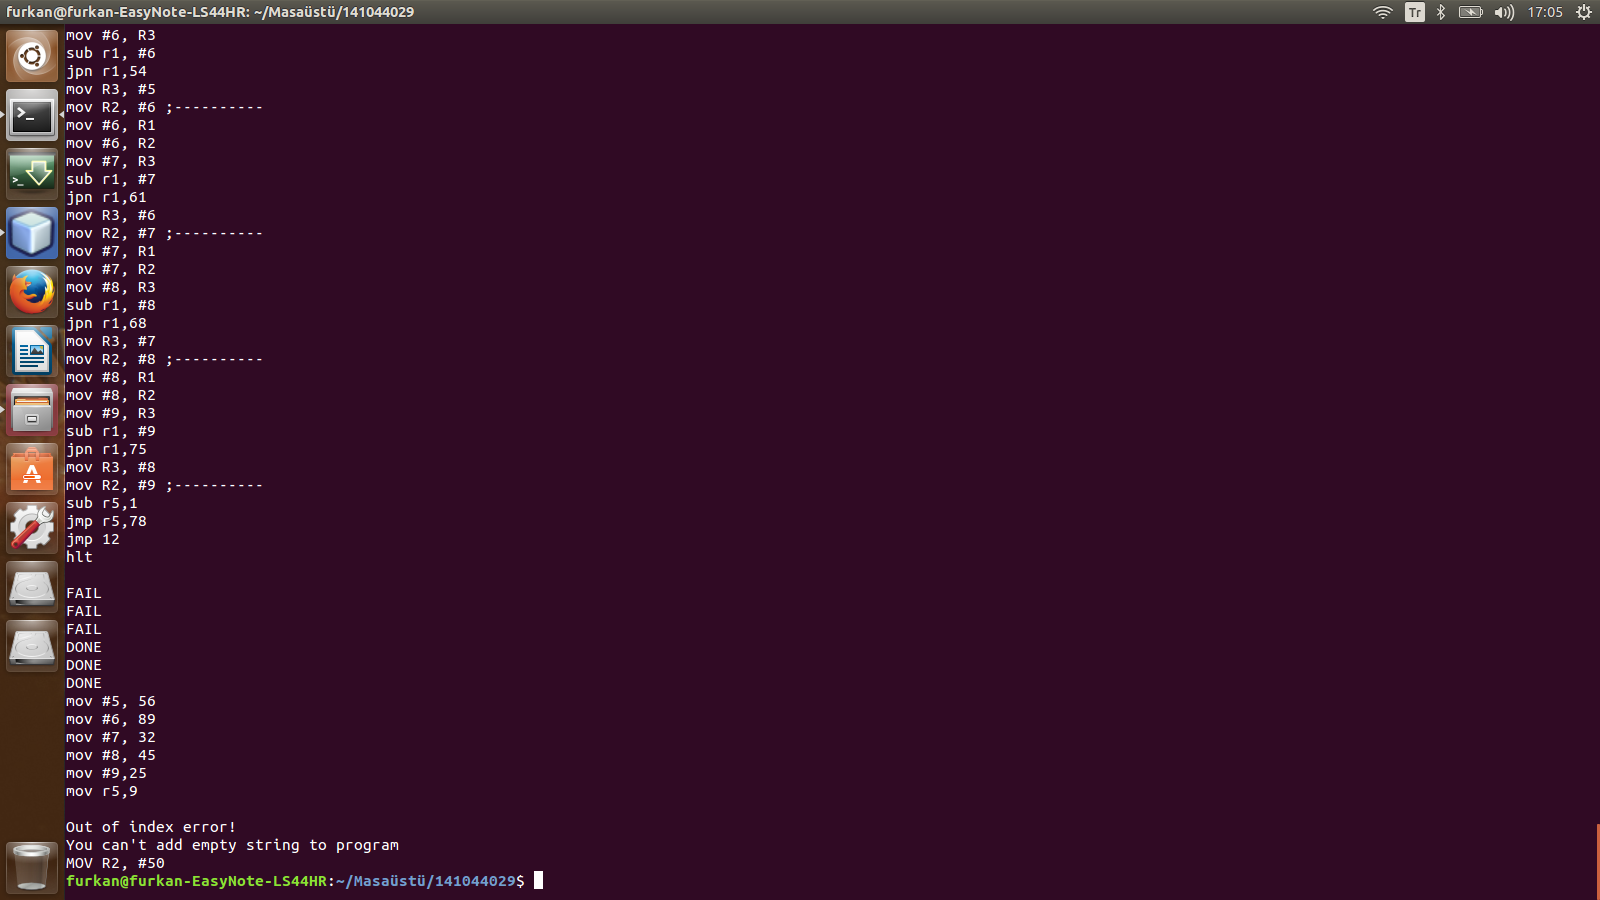 furkan@furkan-EasyNote-LS44HR: ~/Masaüstü/141044029
Tr
17:05
mov #6, R3
sub r1, #6
jpn r1,54
mov R3, #5
mov R2, #6 ;----------
mov #6, R1
mov #6, R2
mov #7, R3
sub r1, #7
jpn r1,61
mov R3, #6
mov R2, #7 ;----------
mov #7, R1
mov #7, R2
mov #8, R3
sub r1, #8
jpn r1,68
mov R3, #7
mov R2, #8 ;----------
mov #8, R1
mov #8, R2
mov #9, R3
sub r1, #9
jpn r1,75
mov R3, #8
mov R2, #9 ;----------
sub r5,1
jmp r5,78
jmp 12
hlt
FAIL
FAIL
FAIL
DONE
DONE
DONE
mov #5, 56
mov #6, 89
mov #7, 32
mov #8, 45
mov #9,25
mov r5,9
Out of index error!
You can't add empty string to program
MOV R2, #50
furkan@furkan-EasyNote-LS44HR:~/Masaüstü/141044029$